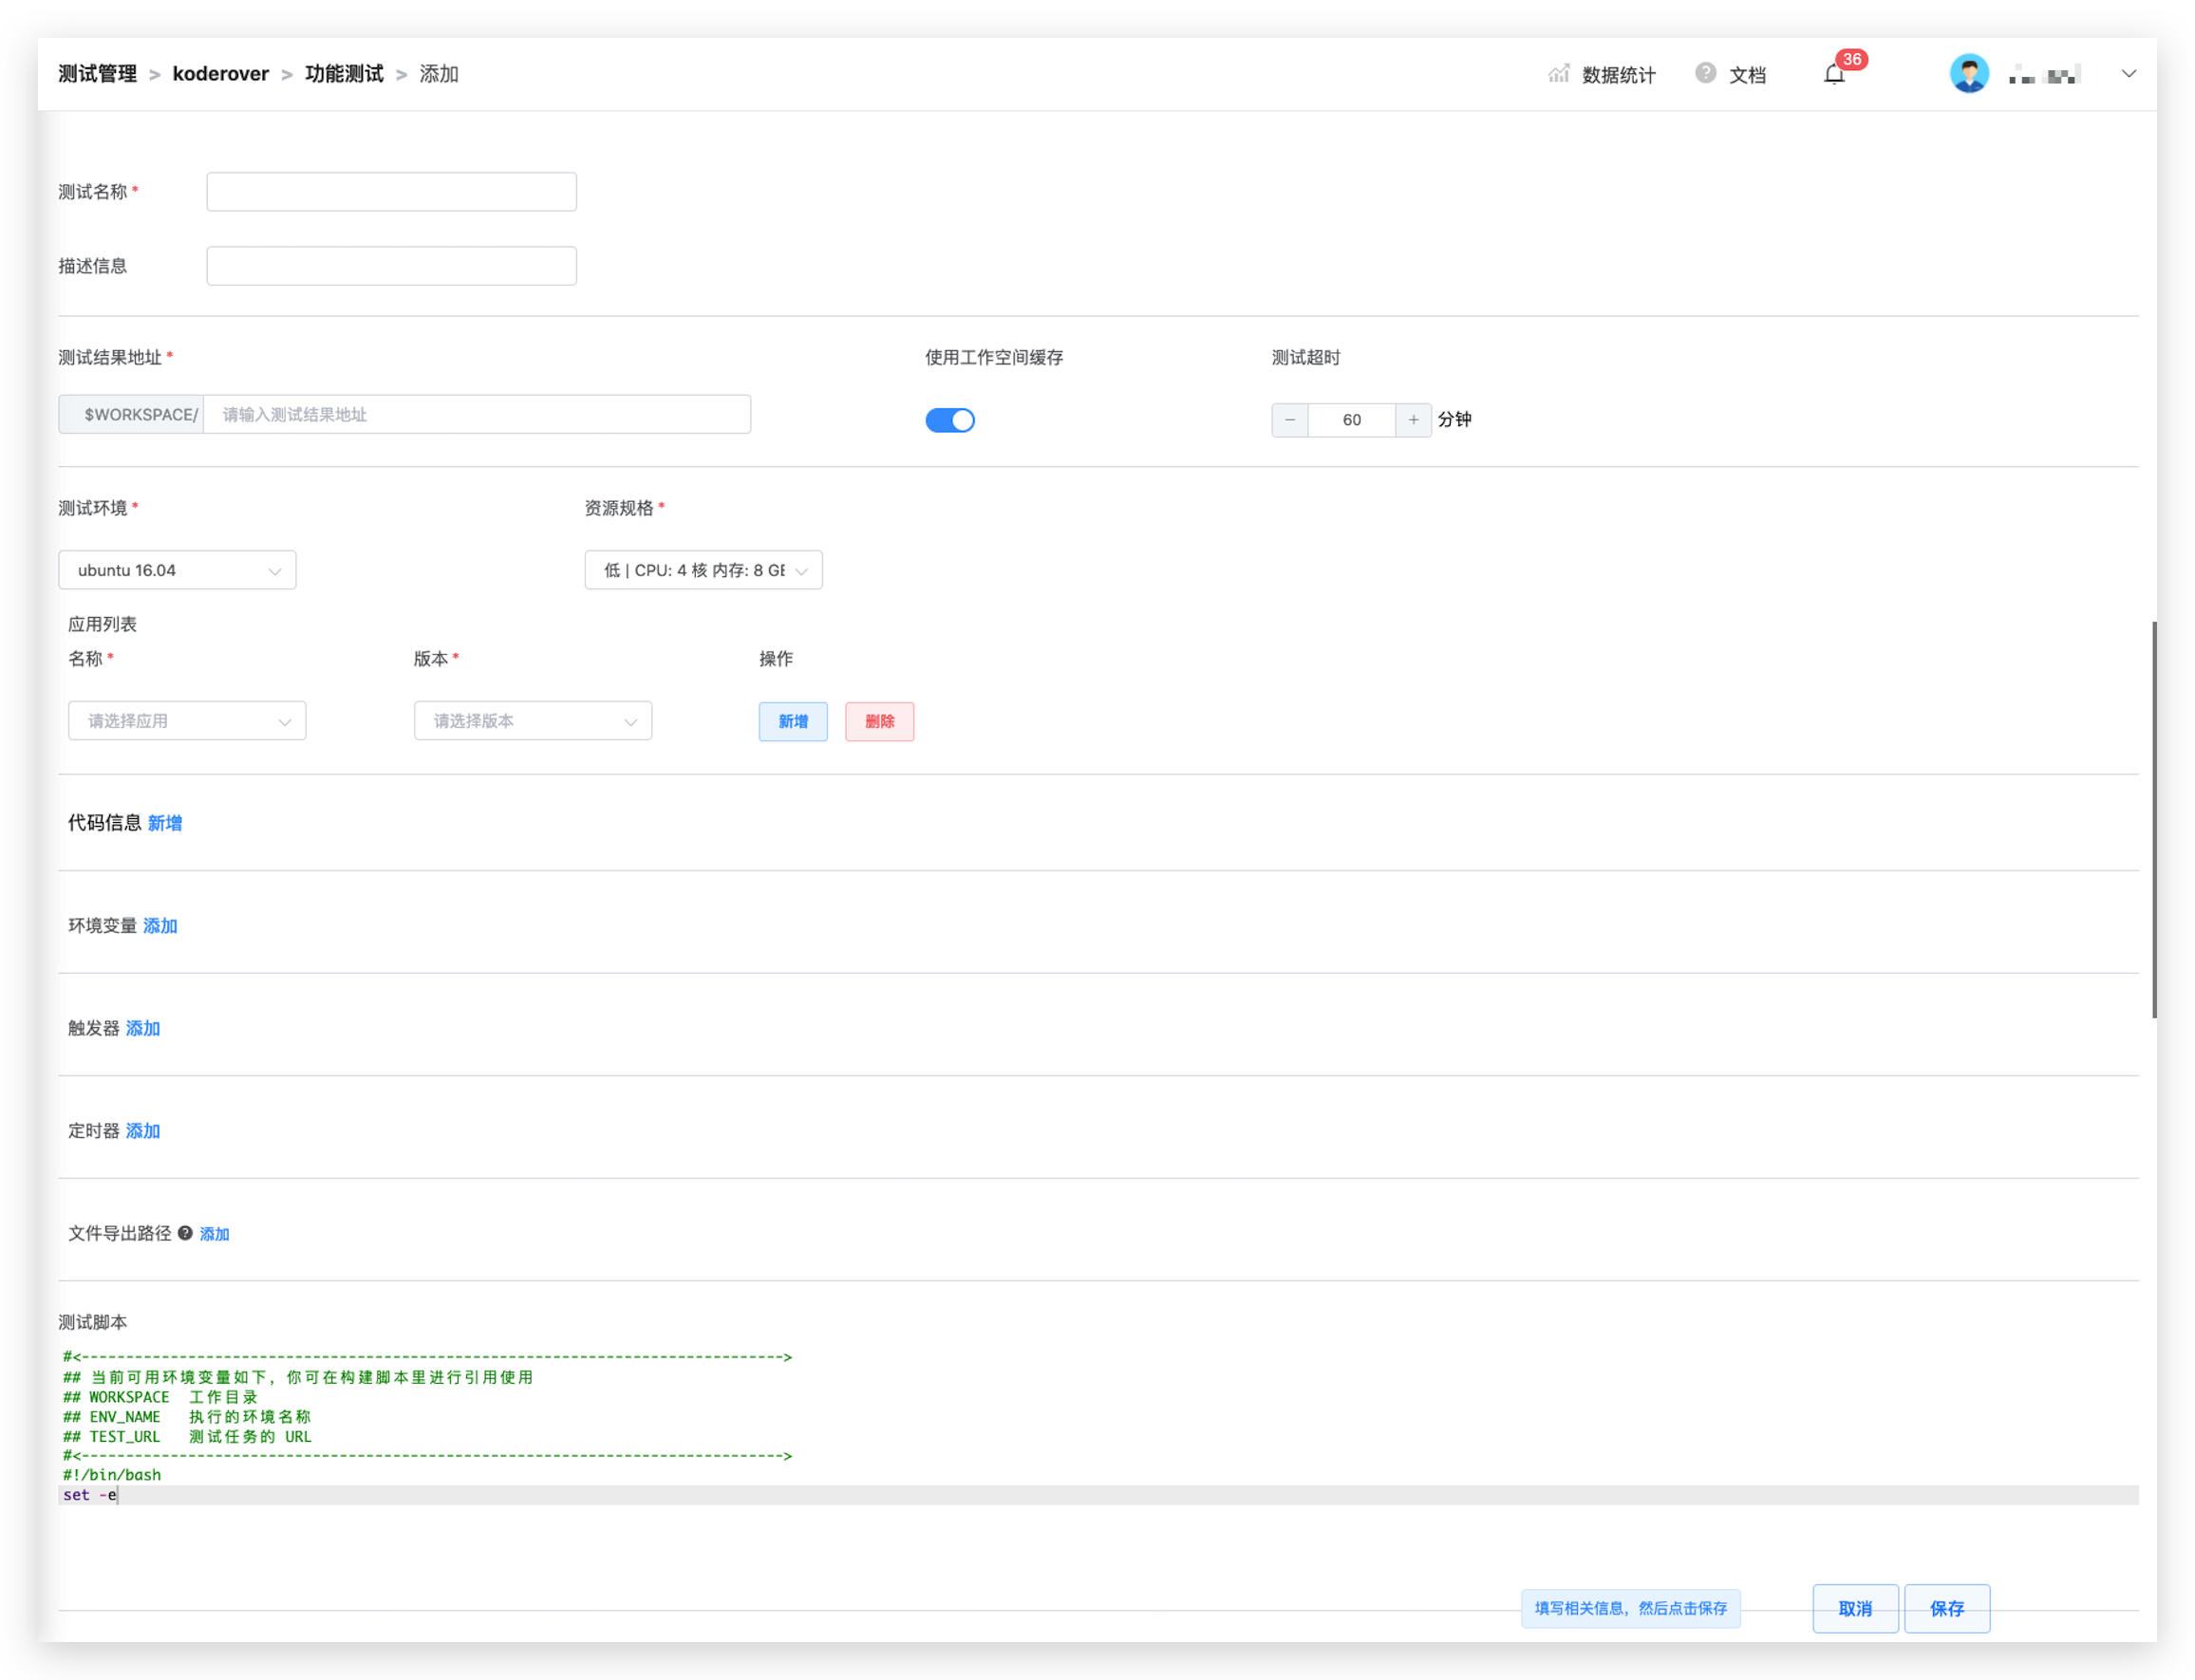 测试管理 > koderover > 功能测试 > 添加
数据统计 ? 文档 36
测试名称 *
描述信息
测试结果地址 * 使用工作空间缓存 测试超时
$WORKSPACE/ 请输入测试结果地址 − 60 + 分钟
测试环境 * 资源规格 *
ubuntu 16.04 低 | CPU: 4 核 内存: 8 GE
应用列表
名称 * 版本 * 操作
请选择应用 请选择版本 新增 删除
代码信息 新增
环境变量 添加
触发器 添加
定时器 添加
文件导出路径 ? 添加
测试脚本
#<------------------------------------------------------------------------------>
## 当前可用环境变量如下，你可在构建脚本里进行引用使用
## WORKSPACE 工作目录
## ENV_NAME 执行的环境名称
## TEST_URL 测试任务的 URL
#<------------------------------------------------------------------------------>
#!/bin/bash
set -e
填写相关信息，然后点击保存 取消 保存